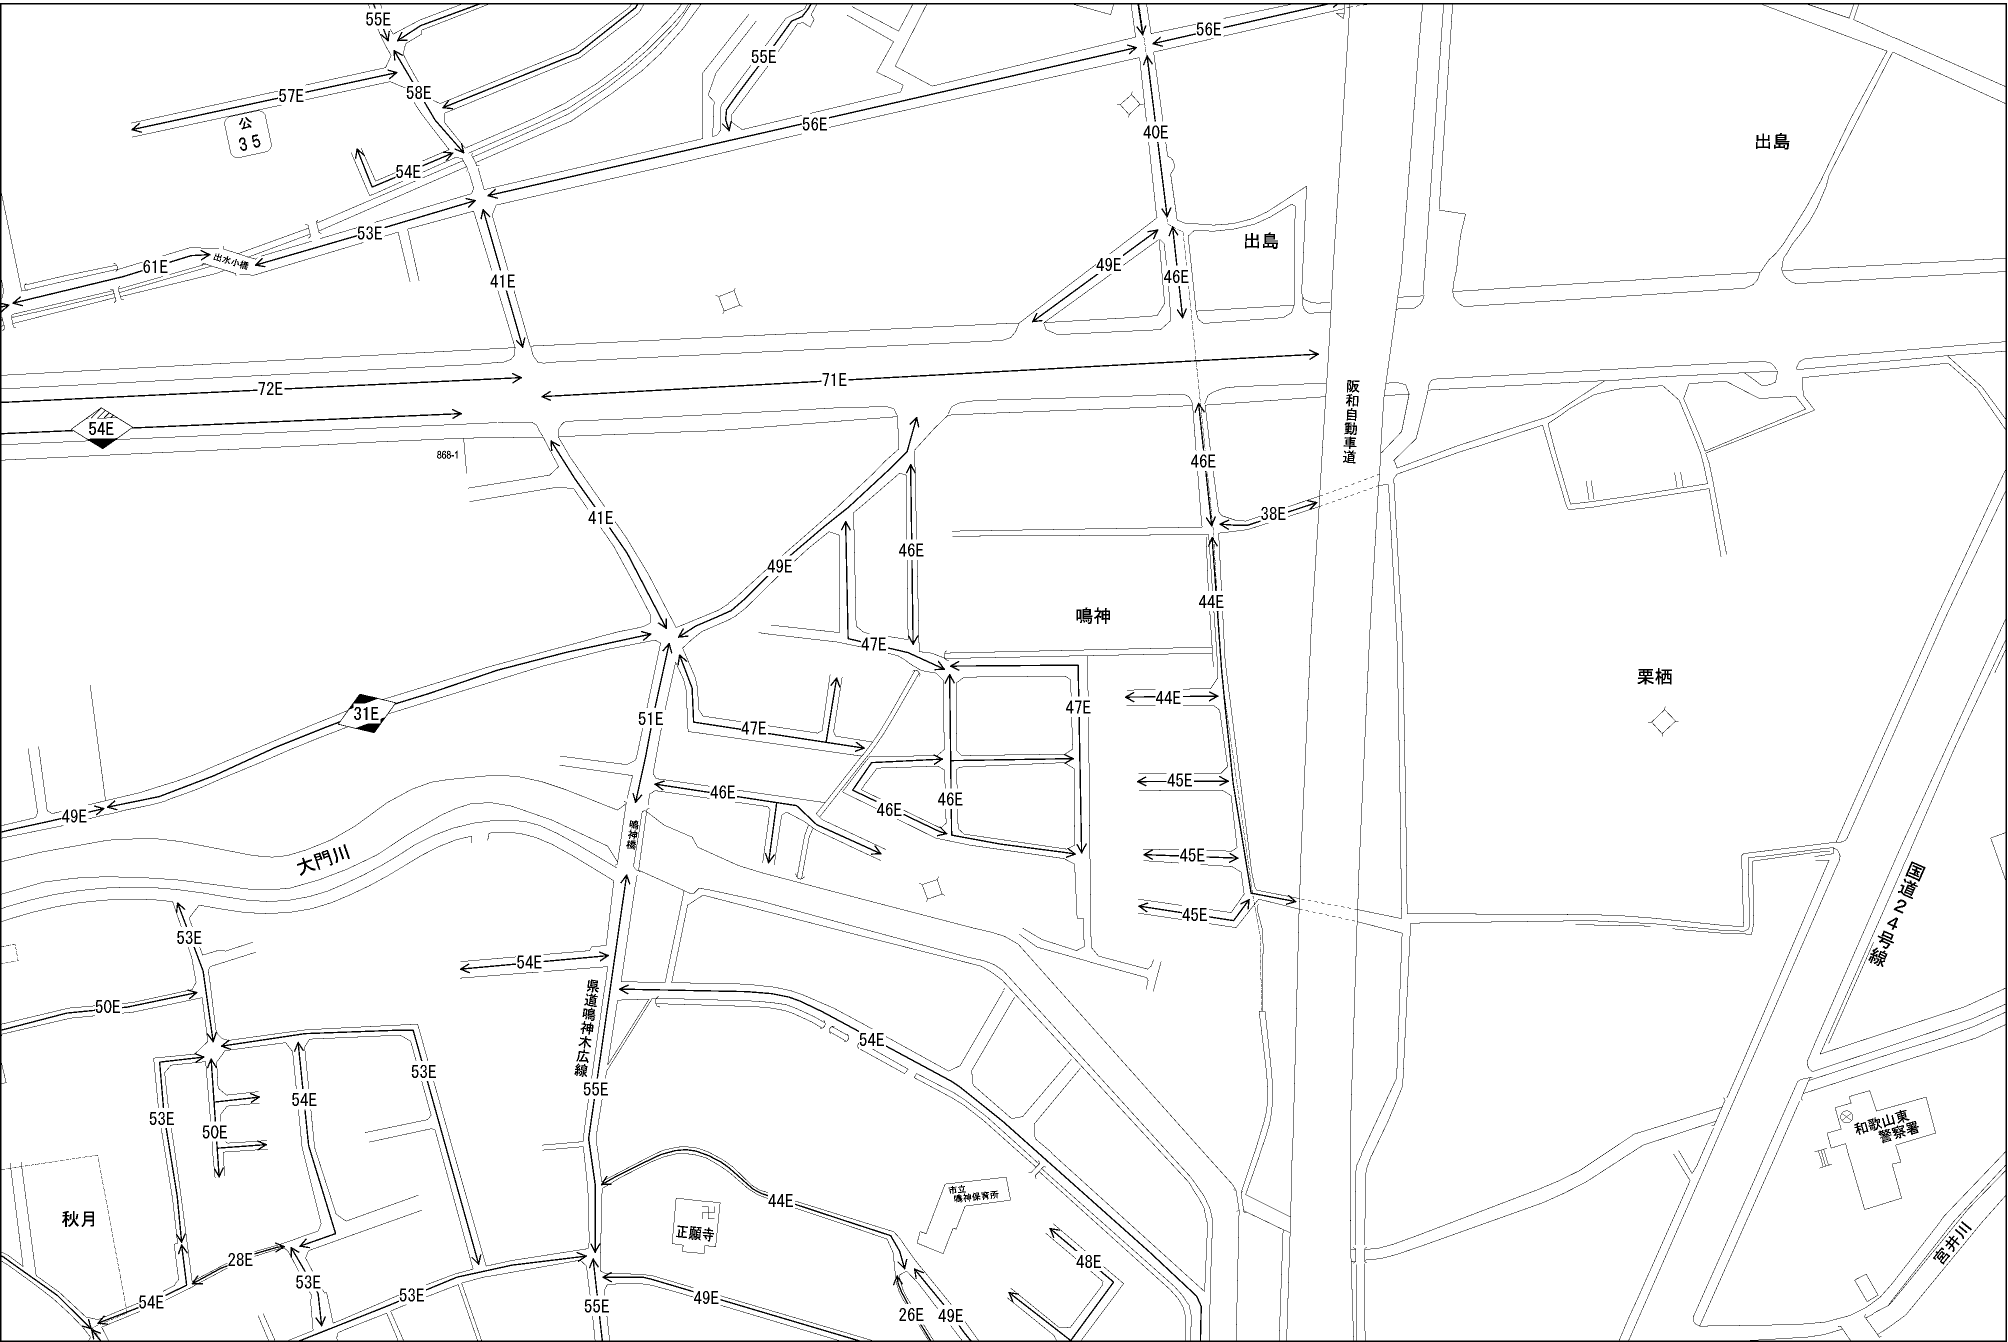 55E
56E
55E
57E
58E
公
35
56E
40E
出島
54E
53E
出島
61E
出水小橋
41E
49E
46E
72E
71E
阪和自動車道
54E
868-1
46E
41E
38E
46E
49E
44E
鳴神
47E
栗栖
44E
31E
51E
47E
47E
45E
46E
46E
46E
49E
鳴神橋
大門川
45E
国道24号線
45E
53E
54E
50E
県道鳴神木広線
54E
53E
55E
54E
53E
50E
和歌山東
警察署
市立
鳴神保育所
44E
秋月
正願寺
宮井川
28E
48E
53E
54E
53E
49E
55E
26E
49E